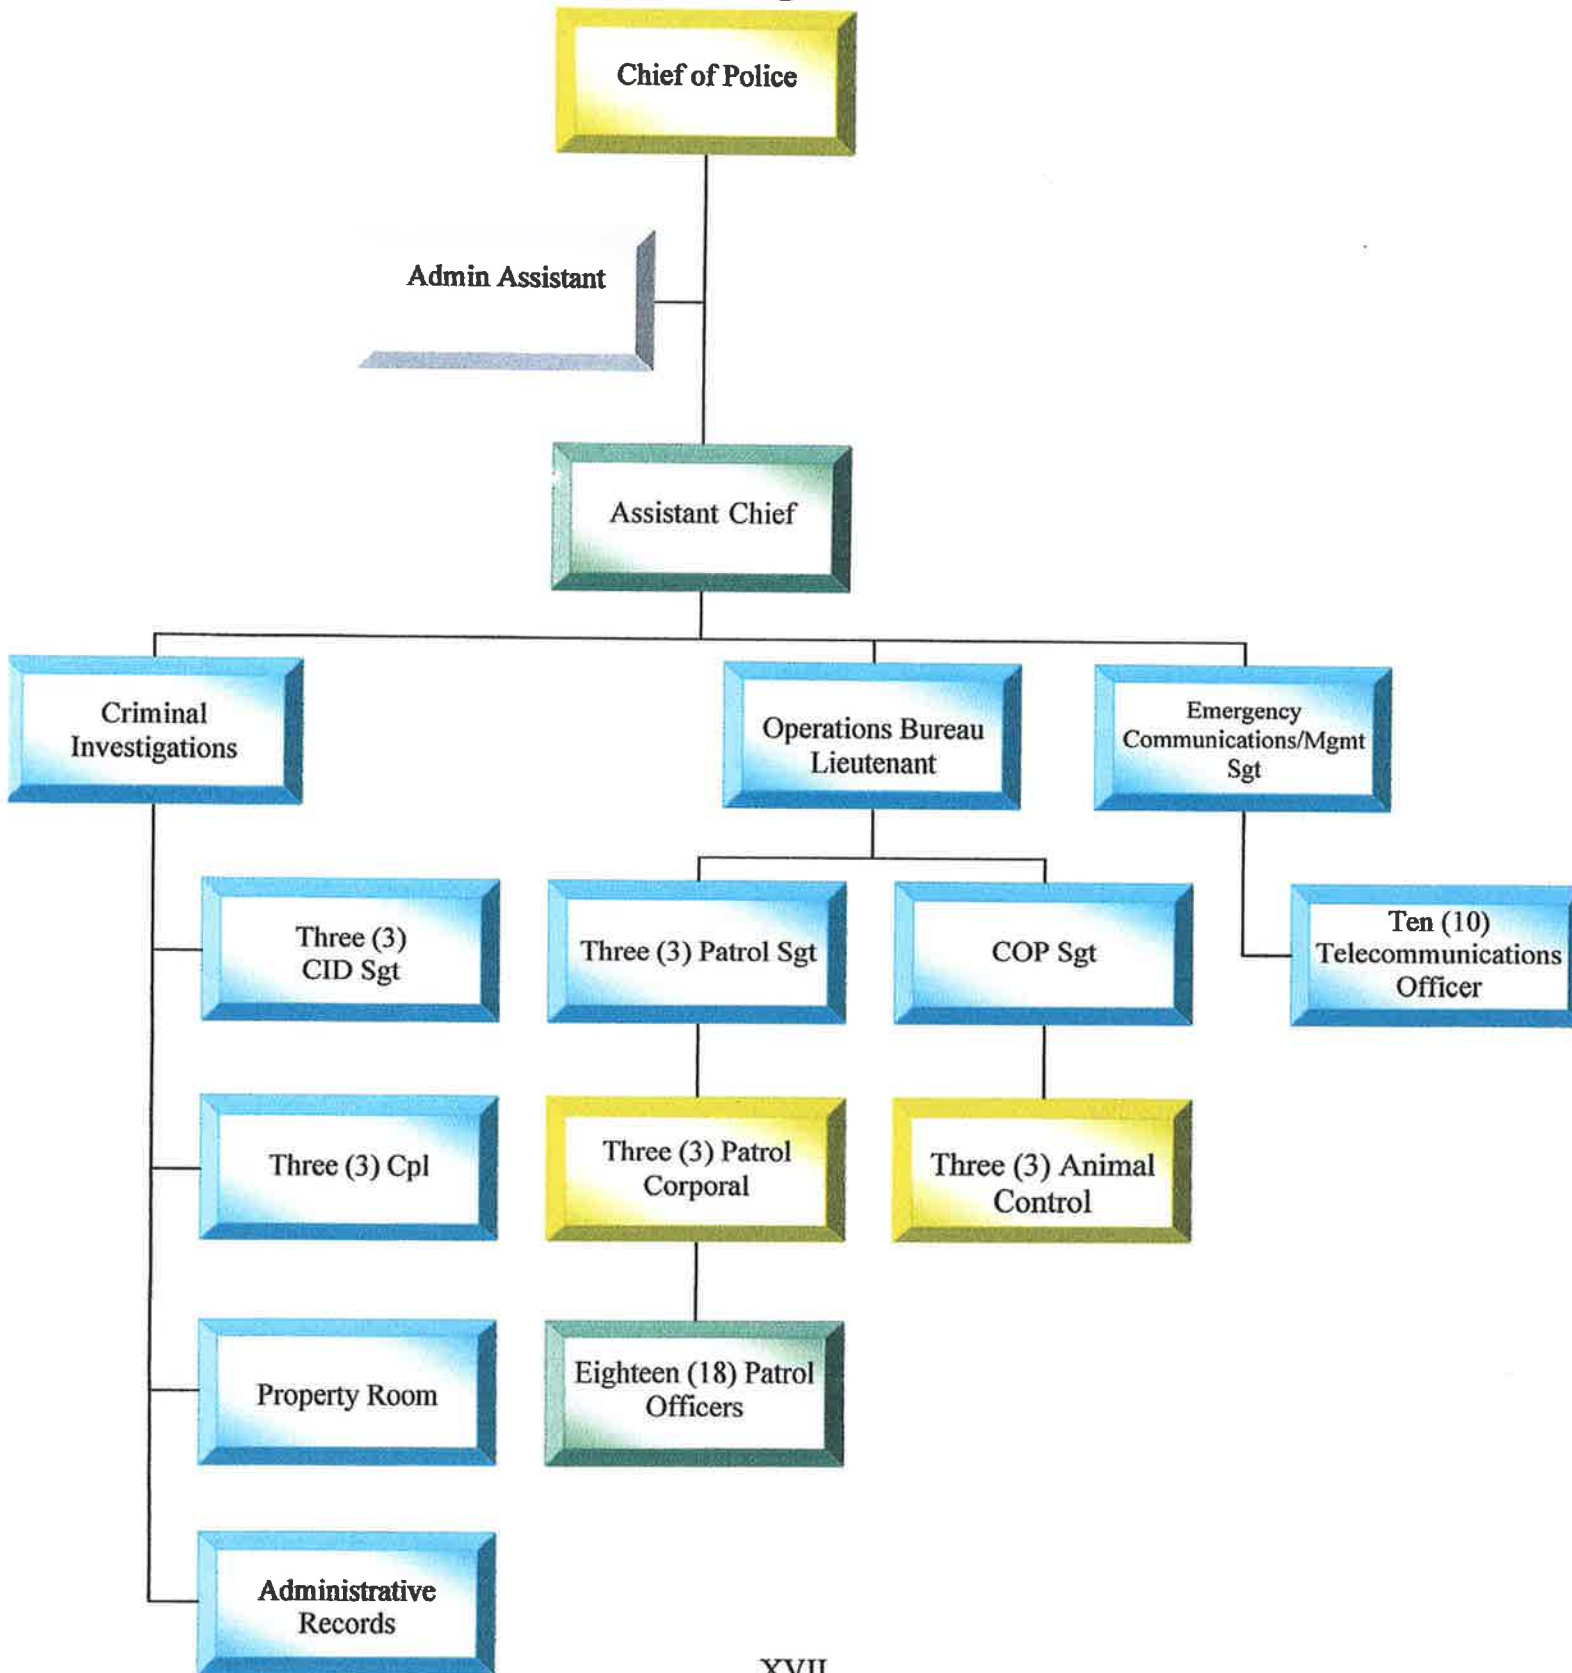 Chief of Police
Admin Assistant
Assistant Chief
Criminal
Investigations
Operations Bureau
Lieutenant
Emergency
Communications/Mgmt
Sgt
Three (3)
CID Sgt
Three (3) Patrol Sgt
COP Sgt
Ten (10)
Telecommunications
Officer
Three (3) Cpl
Three (3) Patrol
Corporal
Three (3) Animal
Control
Property Room
Eighteen (18) Patrol
Officers
Administrative
Records
XVII